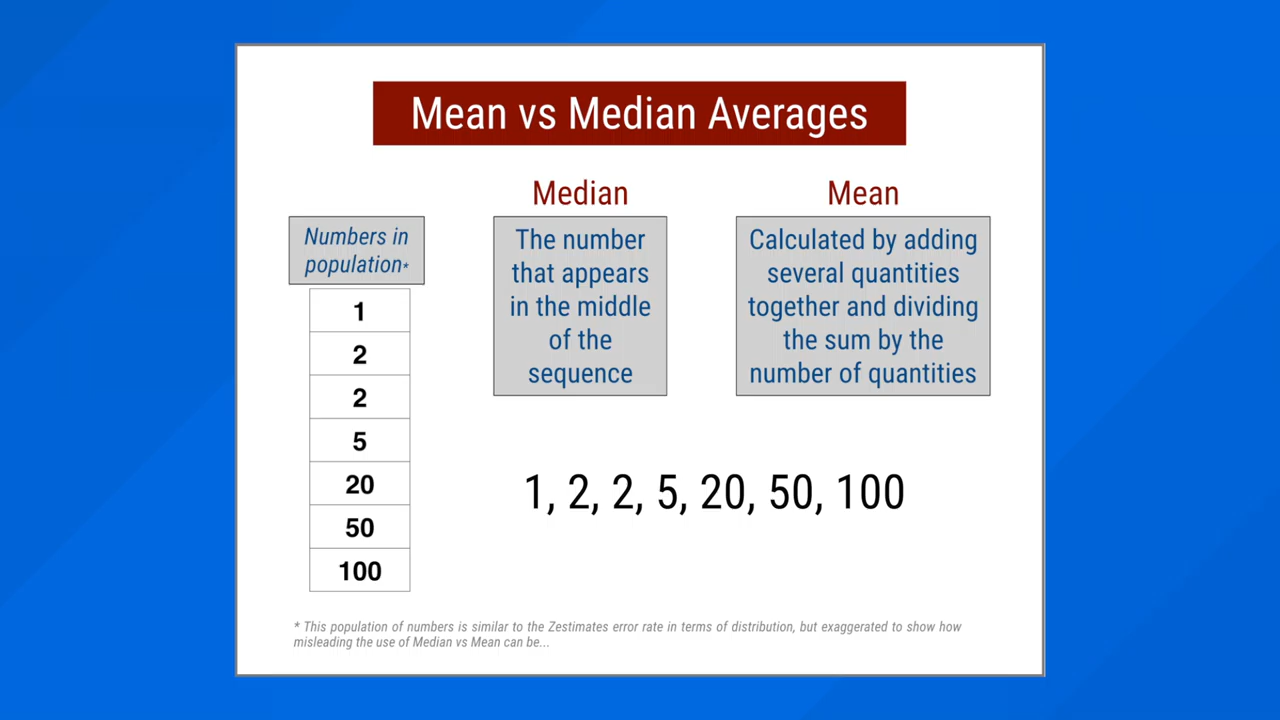 Mean vs Median Averages
Median
Mean
Numbers in
population*
1
2
2
5
20
50
100
The number
that appears
in the middle
of the
sequence
Calculated by adding
several quantities
together and dividing
the sum by the
number of quantities
1, 2, 2, 5, 20, 50, 100
* This population of numbers is similar to the Zestimates error rate in terms of distribution, but exaggerated to show how
misleading the use of Median vs Mean can be...